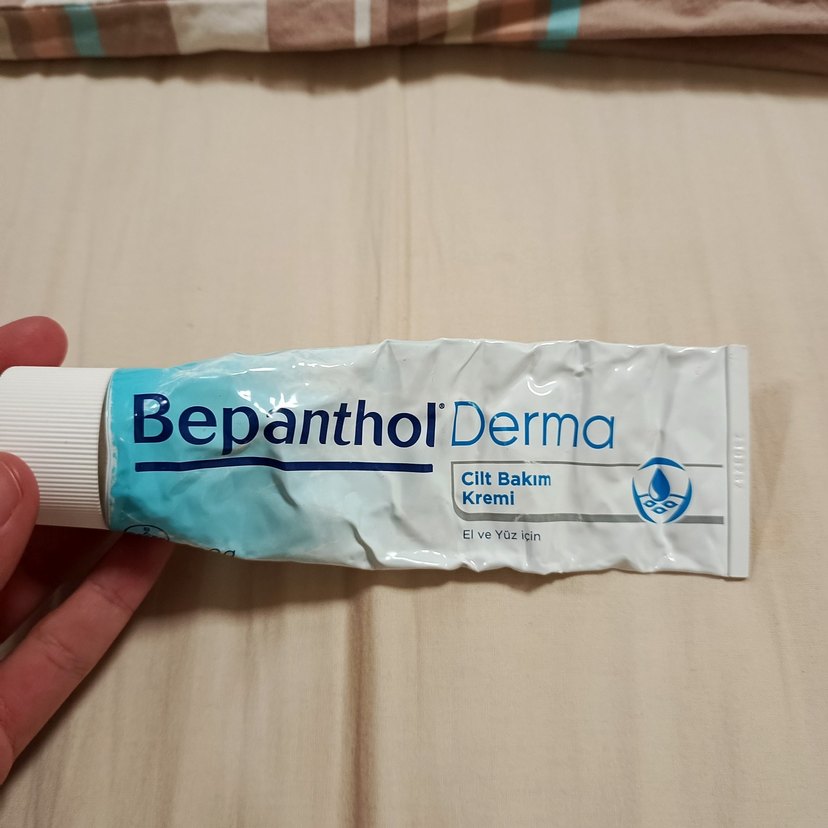 Bepanthol® Derma
Cilt Bakım
Kremi
El ve Yüz için